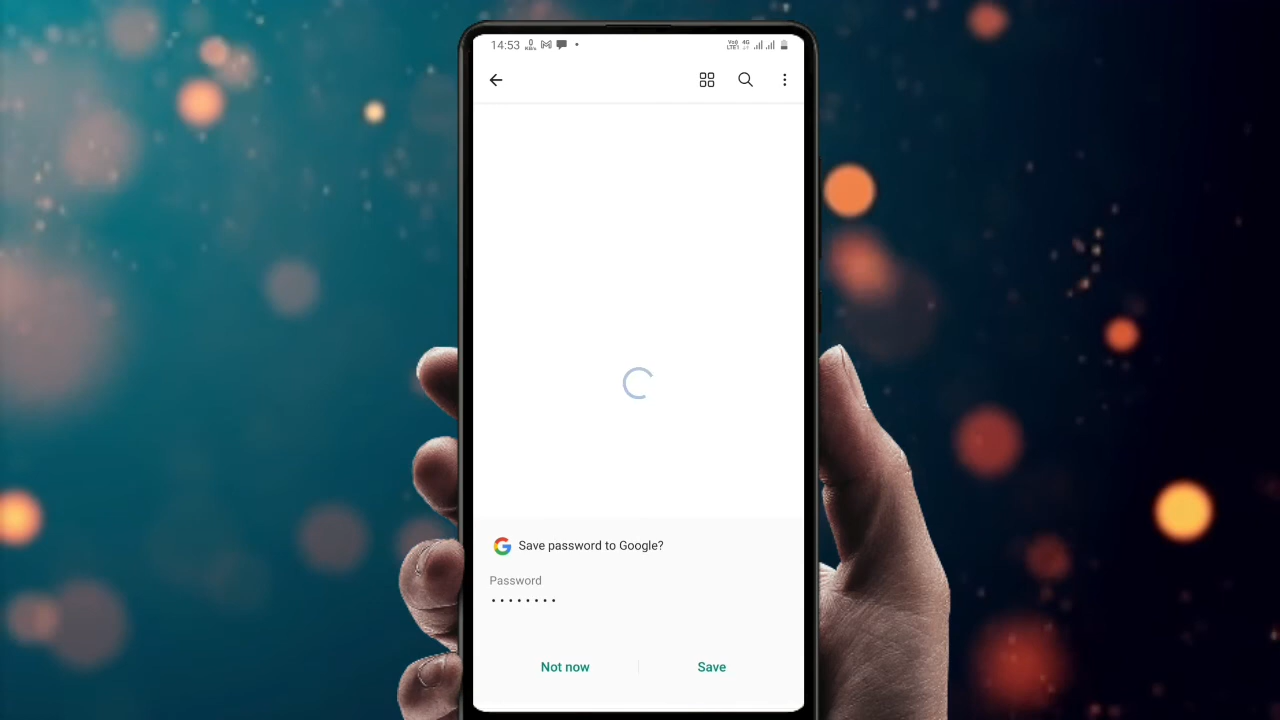 14:53
Save password to Google?
Password
••••••••
Not now
Save